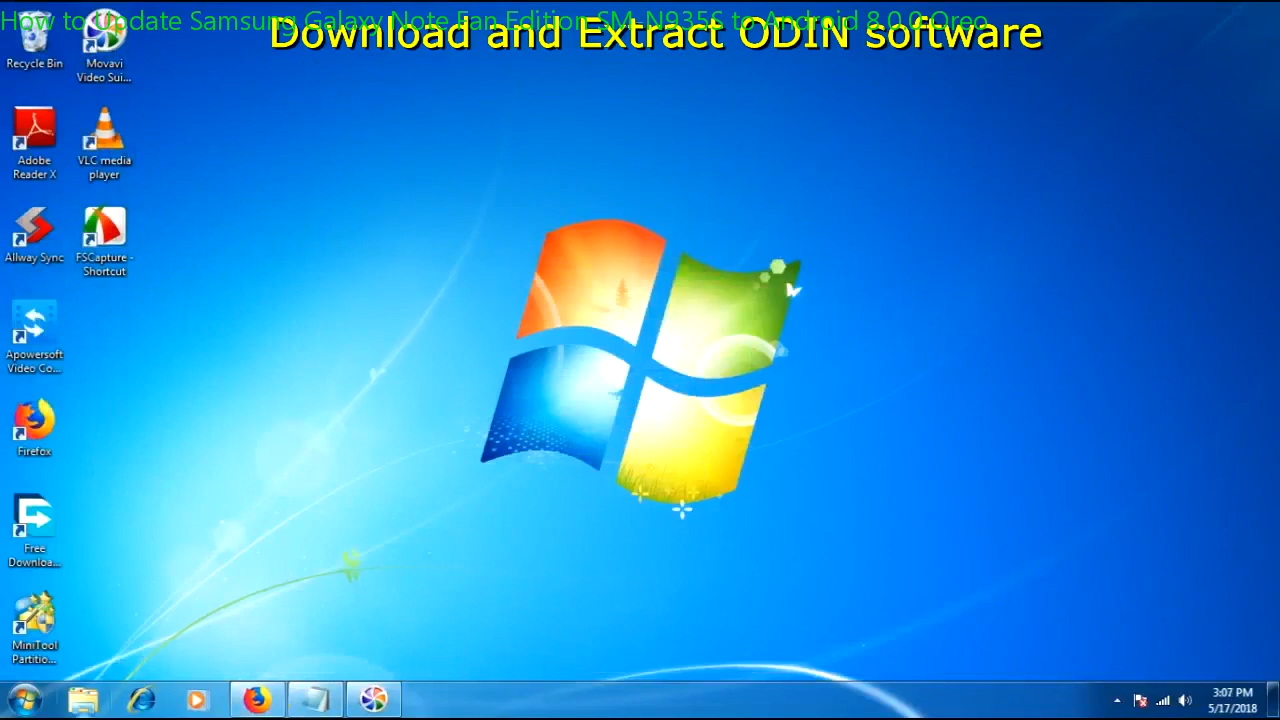 How to Update Samsung Galaxy Note Fan Edition SM-N935S to Android 8.0.0 Oreo
Download and Extract ODIN software
Recycle Bin
Movavi
Video Sui...
Adobe
Reader X
VLC media
player
Allway Sync
FSCapture -
Shortcut
Apowersoft
Video Co...
Firefox
Free
Downloa...
MiniTool
Partitio...
3:07 PM
5/17/2018